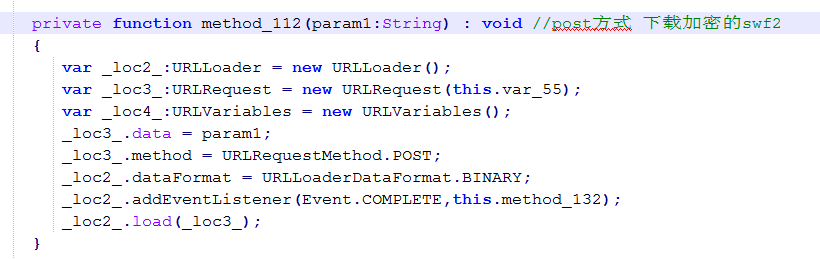 private function method_112(param1:String) : void //post方式 下载加密的swf2
{
var _loc2_:URLLoader = new URLLoader();
var _loc3_:URLRequest = new URLRequest(this.var_55);
var _loc4_:URLVariables = new URLVariables();
_loc3_.data = param1;
_loc3_.method = URLRequestMethod.POST;
_loc2_.dataFormat = URLLoaderDataFormat.BINARY;
_loc2_.addEventListener(Event.COMPLETE,this.method_132);
_loc2_.load(_loc3_);
}